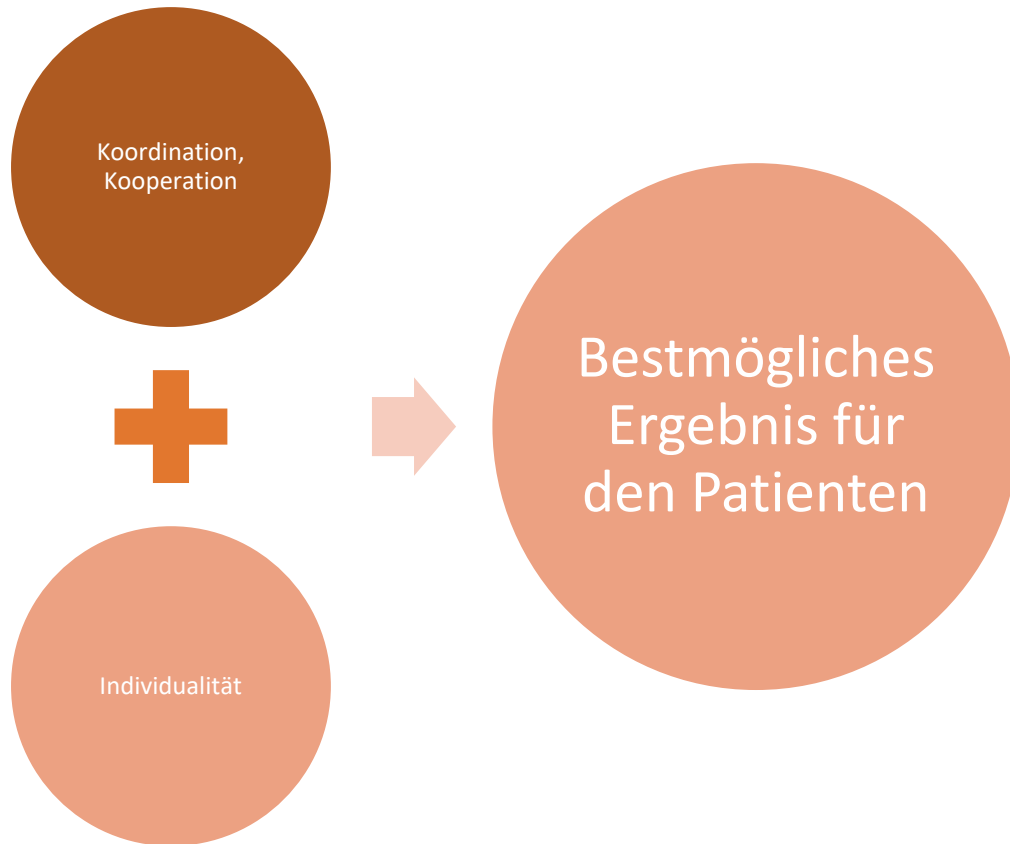 Koordination,
Kooperation
Individualität
Bestmögliches
Ergebnis für
den Patienten